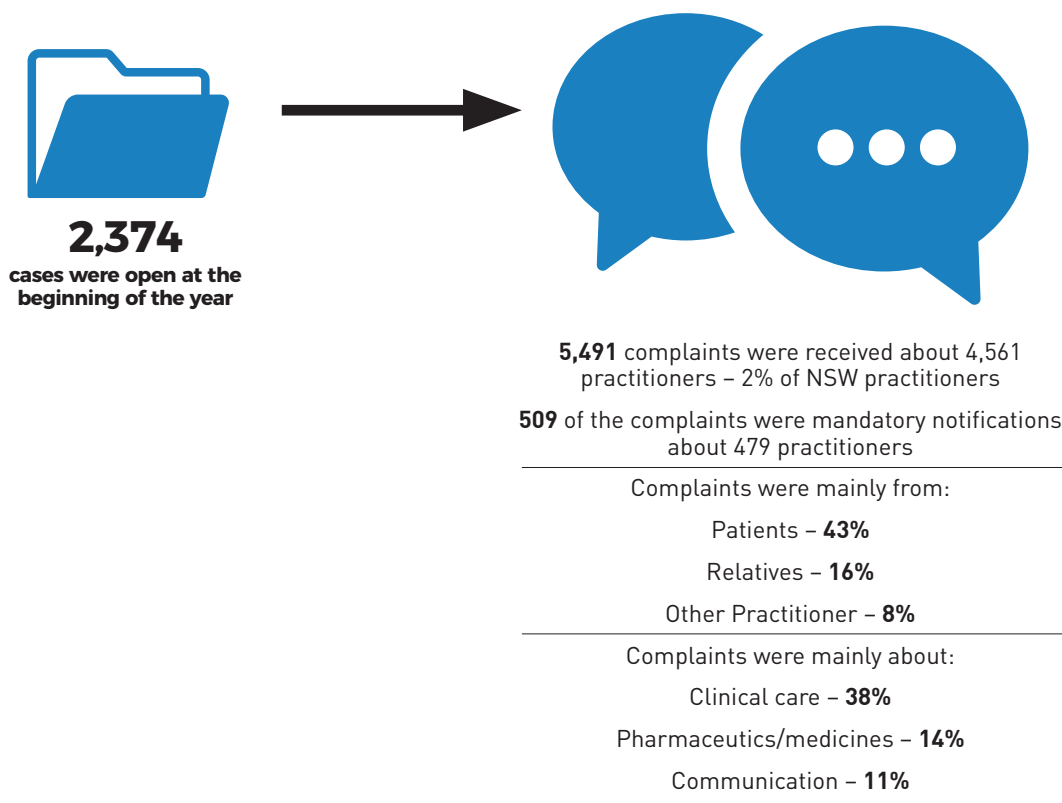 2,374
cases were open at the
beginning of the year
5,491 complaints were received about 4,561
practitioners – 2% of NSW practitioners
509 of the complaints were mandatory notifications
about 479 practitioners
Complaints were mainly from:
Patients – 43%
Relatives – 16%
Other Practitioner – 8%
Complaints were mainly about:
Clinical care – 38%
Pharmaceutics/medicines – 14%
Communication – 11%